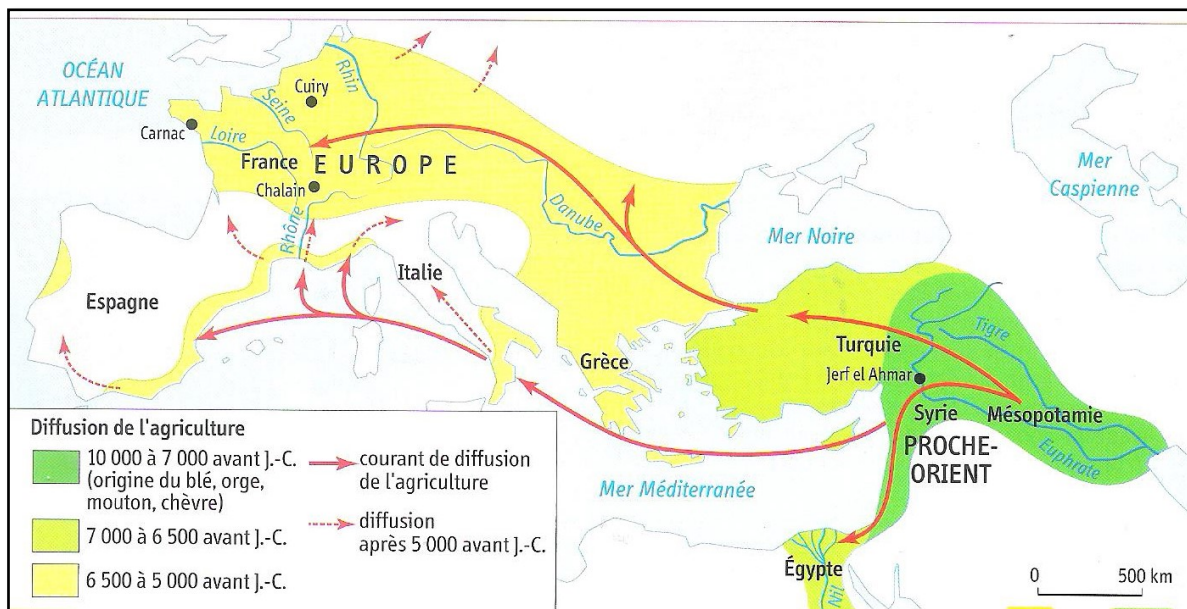 OCÉAN
ATLANTIQUE
Cuiry
Rhin
Seine
Carnac
Loire
France
EUROPE
Chalain
Rhône
Danube
Mer Noire
Mer
Caspienne
Italie
Espagne
Grèce
Turquie
Tigre
Jerf el Ahmar
Syrie
Mésopotamie
PROCHE-
ORIENT
Euphrate
Mer Méditerranée
Égypte
Nil
0 500 km
Diffusion de l'agriculture
10 000 à 7 000 avant J.-C.
(origine du blé, orge,
mouton, chèvre)
7 000 à 6 500 avant J.-C.
6 500 à 5 000 avant J.-C.
courant de diffusion
de l'agriculture
diffusion
après 5 000 avant J.-C.